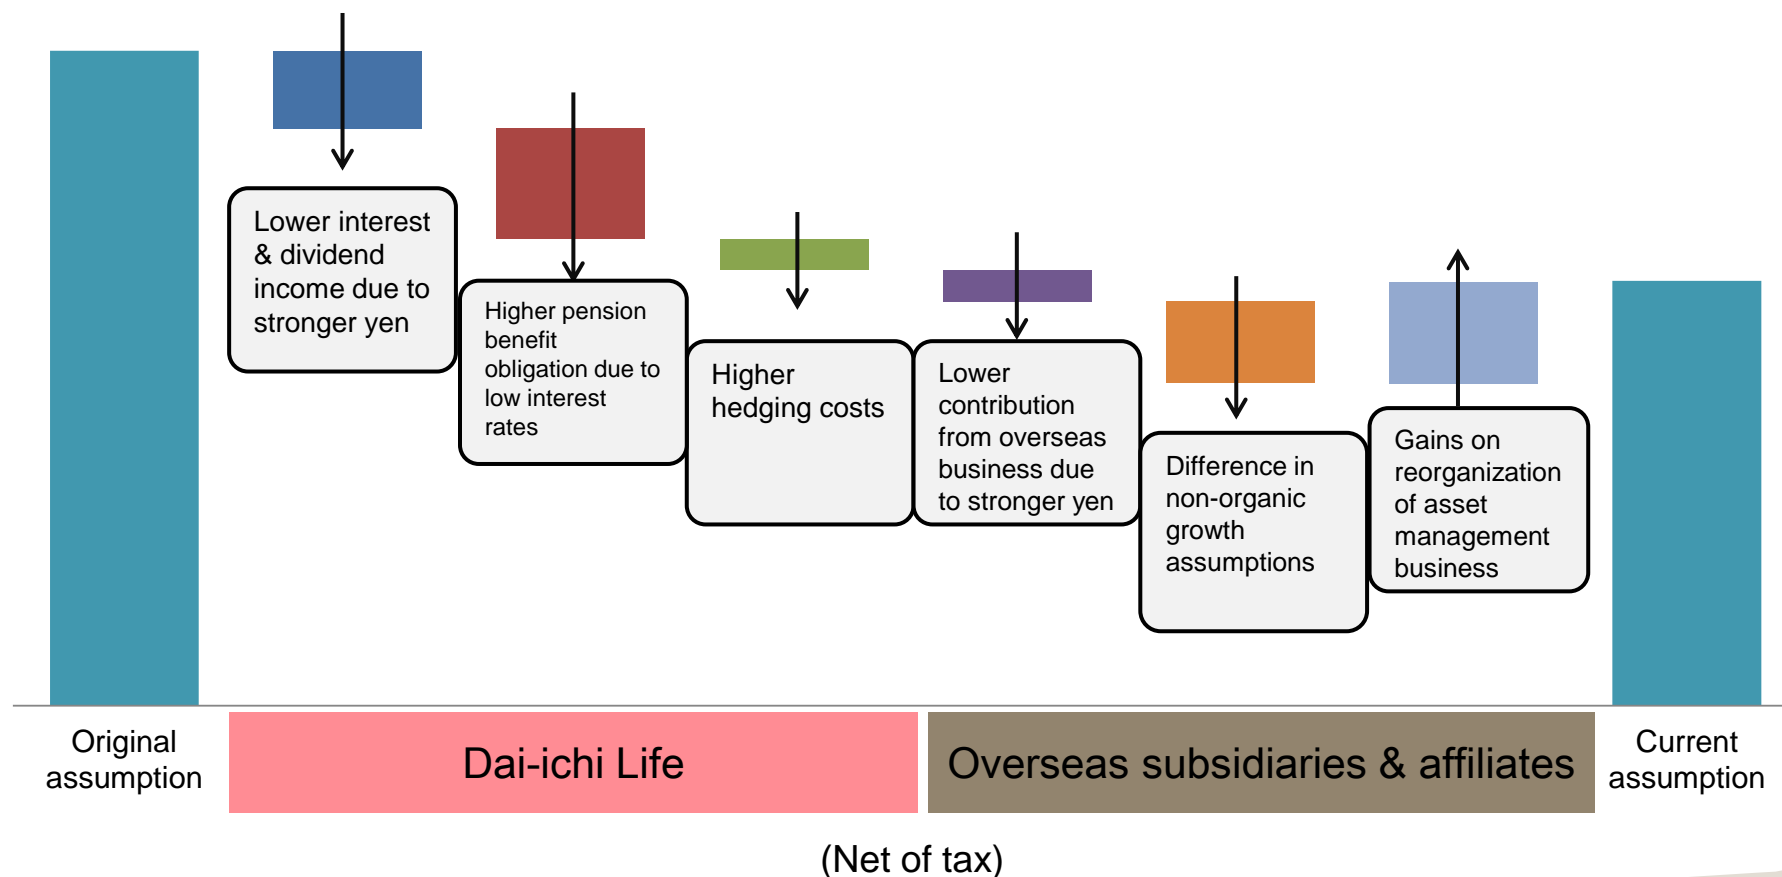 Lower interest
& dividend
income due to
stronger yen
Higher pension
benefit
obligation due to
low interest
rates
Higher
hedging costs
Lower
contribution
from overseas
business due
to stronger yen
Difference in
non-organic
growth
assumptions
Gains on
reorganization
of asset
management
business
Original
assumption
Dai-ichi Life
Overseas subsidiaries & affiliates
Current
assumption
(Net of tax)